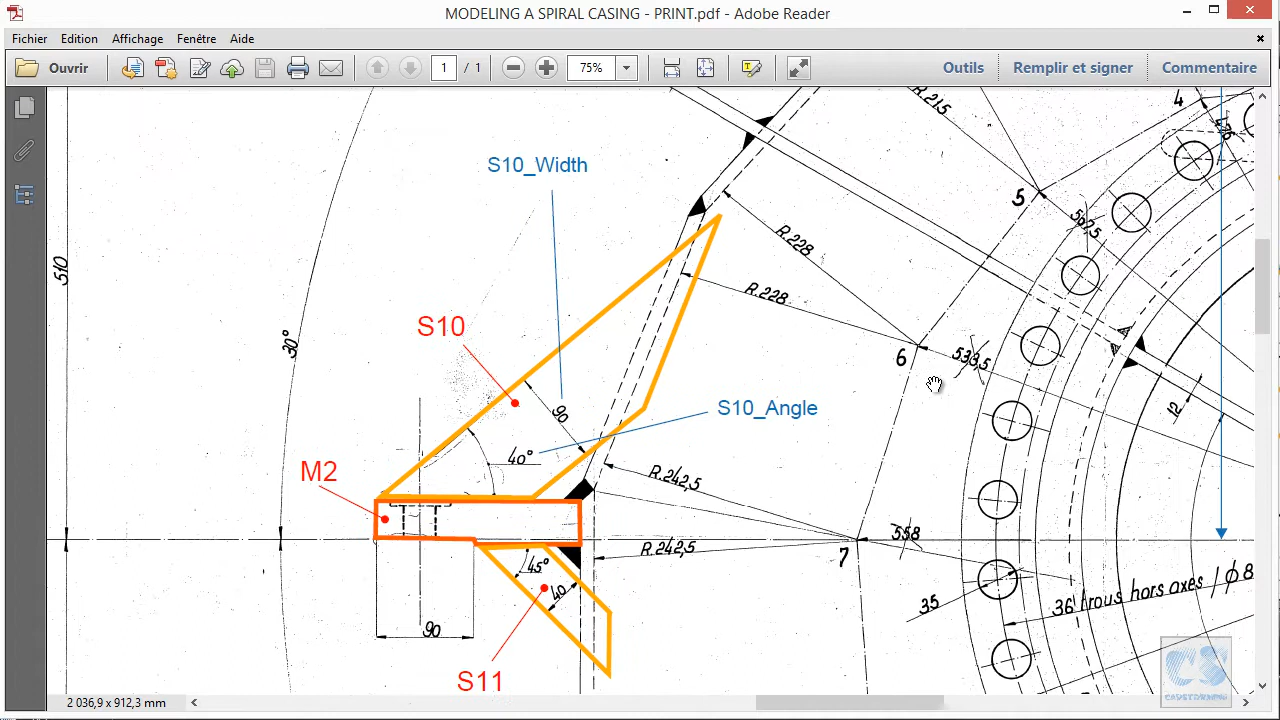 MODELING A SPIRAL CASING - PRINT.pdf - Adobe Reader
Fichier Edition Affichage Fenêtre Aide
Ouvrir 1 / 1 75% Outils Remplir et signer Commentaire
R.215
4
S10_Width
5
R.228
510
R.228
S10
30°
6
533,5
90
S10_Angle
12
40°
M2
R.242,5
558
7
R.242,5
45°
40
35
36 trous hors axes / Ø 8
90
S11
2 036,9 x 912,3 mm